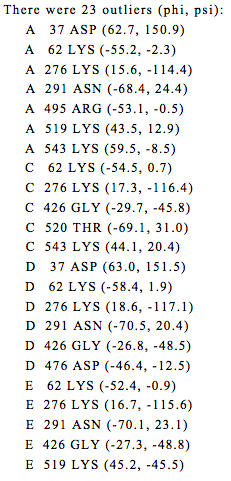 There were 23 outliers (phi, psi):
A 37 ASP (62.7, 150.9)
A 62 LYS (-55.2, -2.3)
A 276 LYS (15.6, -114.4)
A 291 ASN (-68.4, 24.4)
A 495 ARG (-53.1, -0.5)
A 519 LYS (43.5, 12.9)
A 543 LYS (59.5, -8.5)
C 62 LYS (-54.5, 0.7)
C 276 LYS (17.3, -116.4)
C 426 GLY (-29.7, -45.8)
C 520 THR (-69.1, 31.0)
C 543 LYS (44.1, 20.4)
D 37 ASP (63.0, 151.5)
D 62 LYS (-58.4, 1.9)
D 276 LYS (18.6, -117.1)
D 291 ASN (-70.5, 20.4)
D 426 GLY (-26.8, -48.5)
D 476 ASP (-46.4, -12.5)
E 62 LYS (-52.4, -0.9)
E 276 LYS (16.7, -115.6)
E 291 ASN (-70.1, 23.1)
E 426 GLY (-27.3, -48.8)
E 519 LYS (45.2, -45.5)